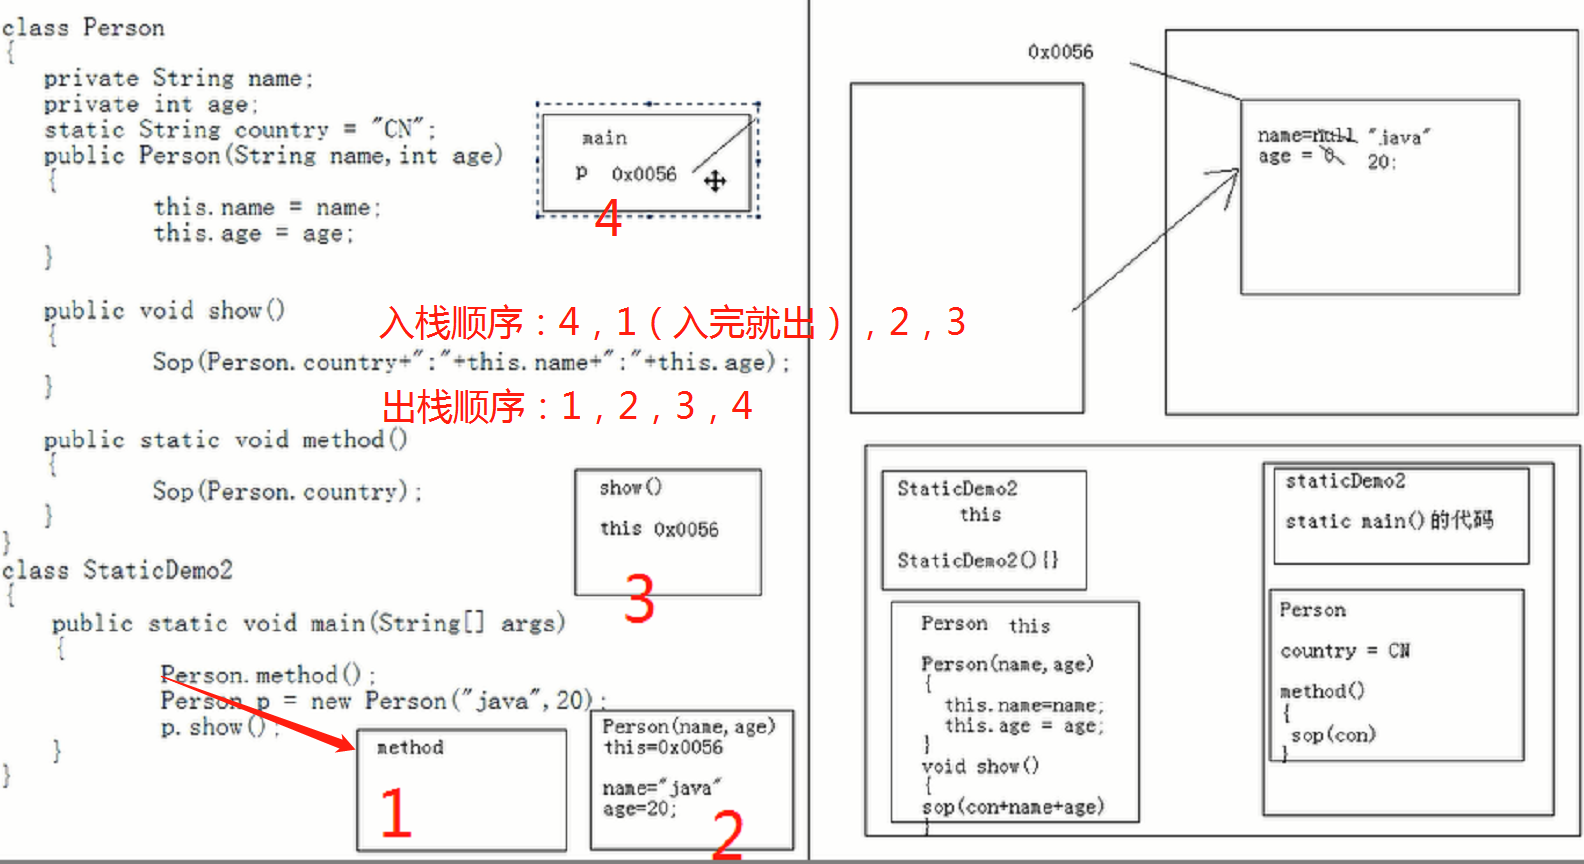 class Person
{
private String name;
private int age;
static String country = "CN";
public Person(String name,int age)
{
this.name = name;
this.age = age;
}
public void show()
{
Sop(Person.country+":"+this.name+":"+this.age);
}
public static void method()
{
Sop(Person.country);
}
}
class StaticDemo2
{
public static void main(String[] args)
{
Person.method();
Person p = new Person("java",20);
p.show();
}
}
main
p 0x0056
4
入栈顺序：4，1（入完就出），2，3
出栈顺序：1，2，3，4
show()
this 0x0056
3
method
1
Person(name,age)
this=0x0056
name="java"
age=20;
2
0x0056
name=null "java"
age = 0 20;
StaticDemo2
this
StaticDemo2(){}
Person this
Person(name,age)
{
this.name=name;
this.age = age;
}
void show()
{
sop(con+name+age)
}
staticDemo2
static main()的代码
Person
country = CN
method()
{
sop(con)
}